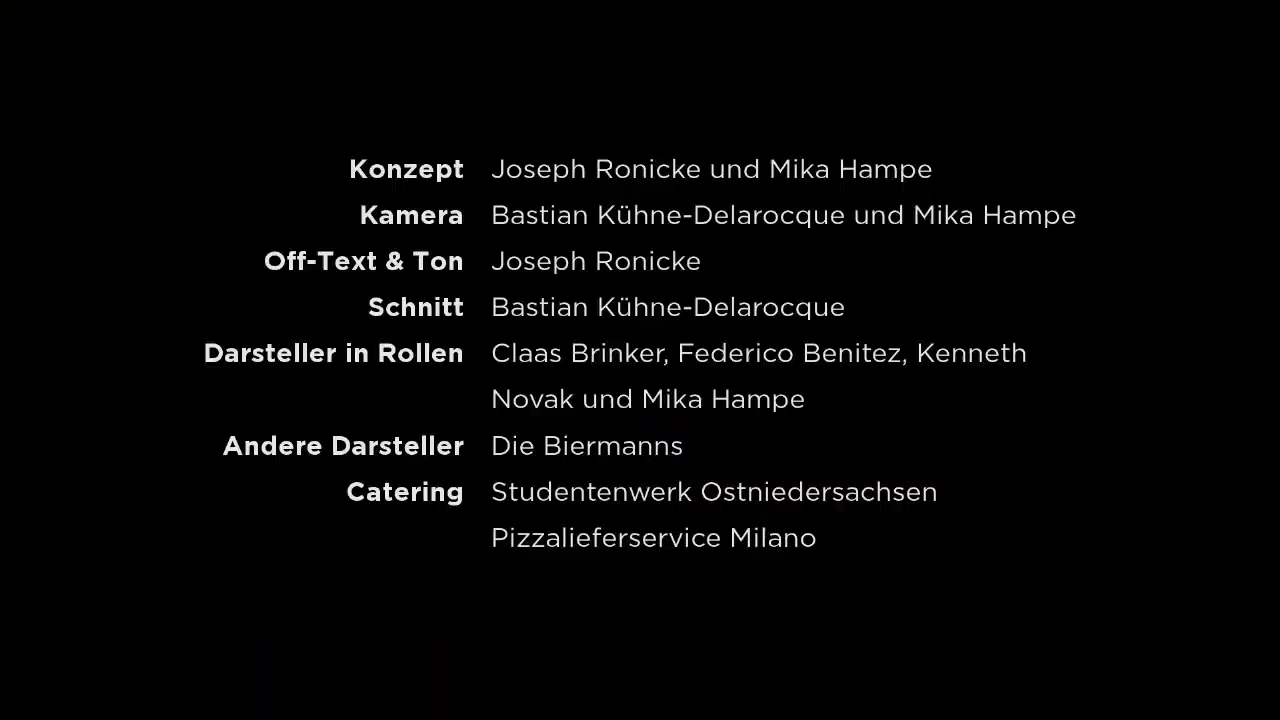 Konzept Joseph Ronicke und Mika Hampe
Kamera Bastian Kühne-Delarocque und Mika Hampe
Off-Text & Ton Joseph Ronicke
Schnitt Bastian Kühne-Delarocque
Darsteller in Rollen Claas Brinker, Federico Benitez, Kenneth
Novak und Mika Hampe
Andere Darsteller Die Biermanns
Catering Studentenwerk Ostniedersachsen
Pizzalieferservice Milano